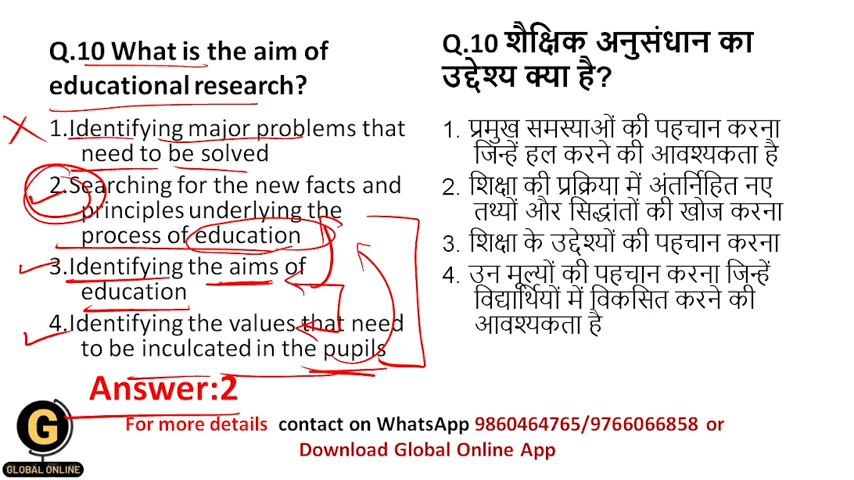 Q.10 What is the aim of
educational research?
1.Identifying major problems that
need to be solved
2.Searching for the new facts and
principles underlying the
process of education
3.Identifying the aims of
education
4.Identifying the values that need
to be inculcated in the pupils
Answer:2
Q.10 शैक्षिक अनुसंधान का
उद्देश्य क्या है?
1. प्रमुख समस्याओं की पहचान करना
जिन्हें हल करने की आवश्यकता है
2. शिक्षा की प्रक्रिया में अंतर्निहित नए
तथ्यों और सिद्धांतों की खोज करना
3. शिक्षा के उद्देश्यों की पहचान करना
4. उन मूल्यों की पहचान करना जिन्हें
विद्यार्थियों में विकसित करने की
आवश्यकता है
G
GLOBAL ONLINE
For more details contact on WhatsApp 9860464765/9766066858 or
Download Global Online App